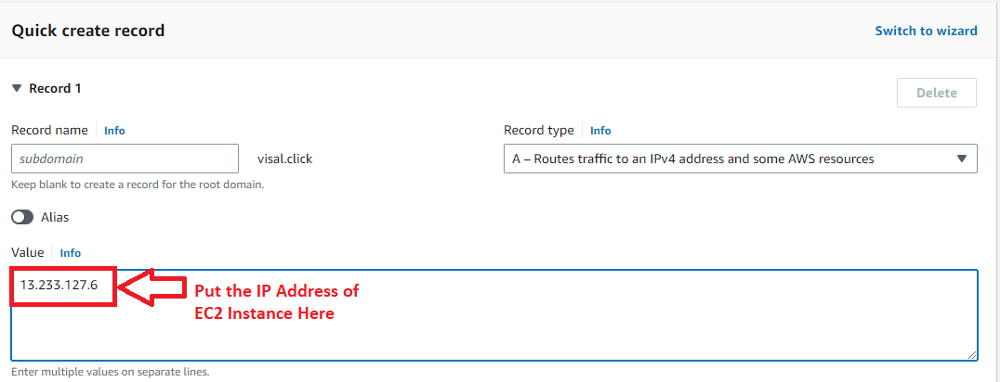 Quick create record
Switch to wizard
Record 1
Delete
Record name Info
Record type Info
subdomain
visal.click
A – Routes traffic to an IPv4 address and some AWS resources
Keep blank to create a record for the root domain.
Alias
Value Info
13.233.127.6
Put the IP Address of
EC2 Instance Here
Enter multiple values on separate lines.